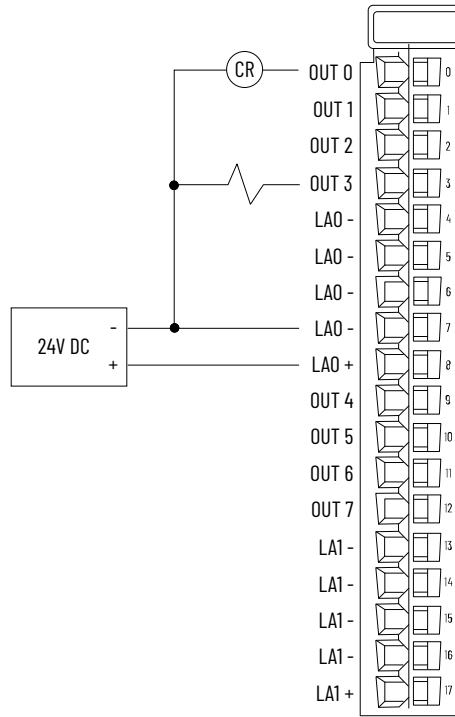 CR OUT 0 0
OUT 1 1
OUT 2 2
OUT 3 3
LA0 - 4
LA0 - 5
LA0 - 6
- LA0 - 7
24V DC
+ LA0 + 8
OUT 4 9
OUT 5 10
OUT 6 11
OUT 7 12
LA1 - 13
LA1 - 14
LA1 - 15
LA1 - 16
LA1 + 17